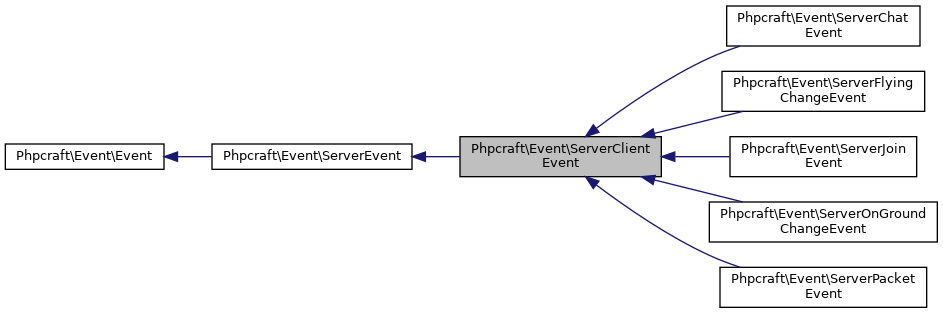 Phpcraft\Event\Event
Phpcraft\Event\ServerEvent
Phpcraft\Event\ServerClient
Event
Phpcraft\Event\ServerChat
Event
Phpcraft\Event\ServerFlying
ChangeEvent
Phpcraft\Event\ServerJoin
Event
Phpcraft\Event\ServerOnGround
ChangeEvent
Phpcraft\Event\ServerPacket
Event